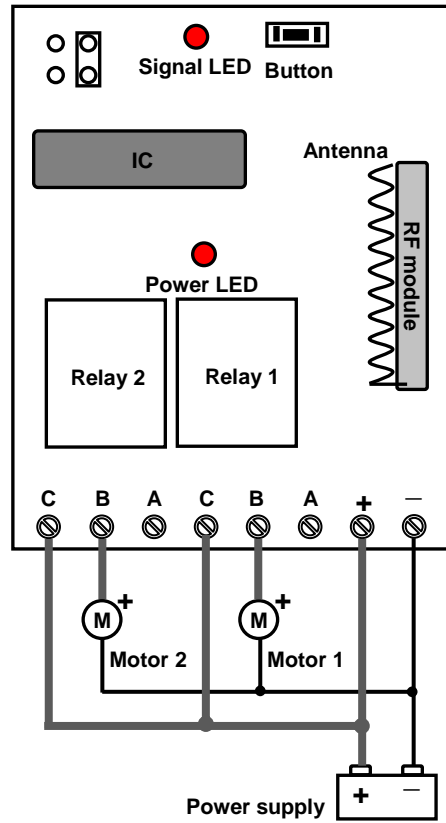 Signal LED Button
IC
Antenna
RF module
Power LED
Relay 2
Relay 1
C B A C B A + −
M +
M +
Motor 2
Motor 1
+ −
Power supply